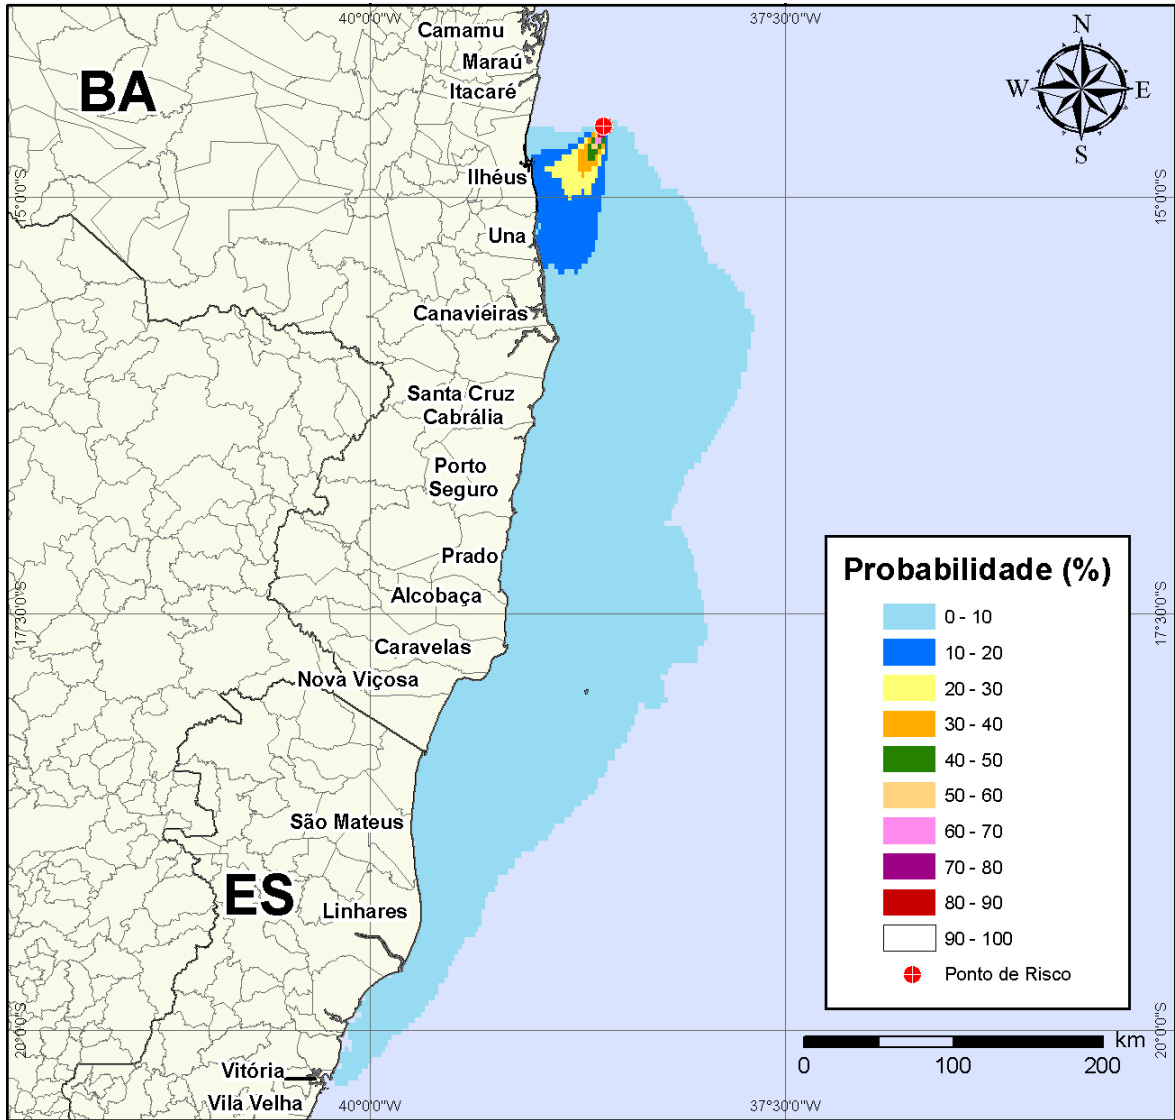 40°0'0"W
37°30'0"W
Camamu
Maraú
Itacaré
BA
N
W
E
S
Ilhéus
15°0'0"S
15°0'0"S
Una
Canavieiras
Santa Cruz
Cabrália
Porto
Seguro
Prado
Alcobaça
17°30'0"S
17°30'0"S
Caravelas
Nova Viçosa
São Mateus
ES
Linhares
20°0'0"S
20°0'0"S
Vitória
Vila Velha
40°0'0"W
37°30'0"W
Probabilidade (%)
0 - 10
10 - 20
20 - 30
30 - 40
40 - 50
50 - 60
60 - 70
70 - 80
80 - 90
90 - 100
Ponto de Risco
km
0 100 200